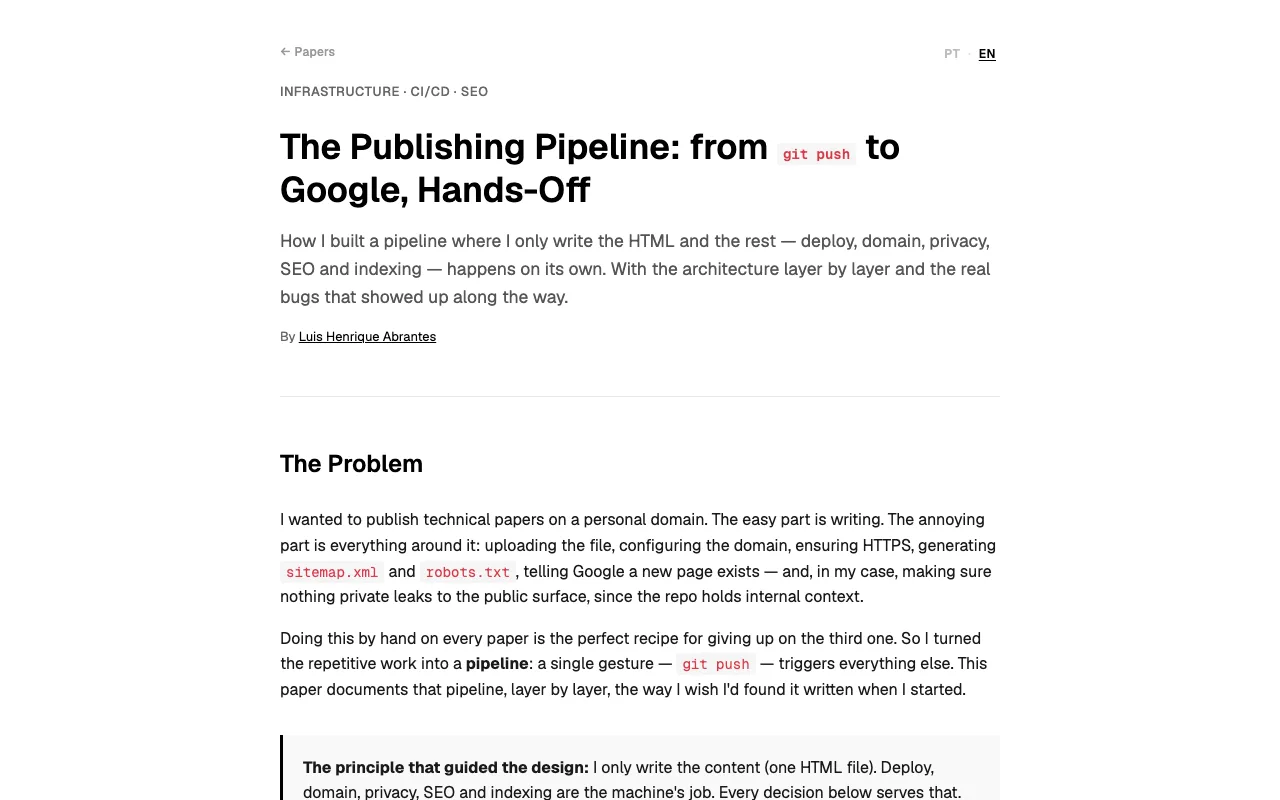 ← Papers
PT · EN
INFRASTRUCTURE · CI/CD · SEO
The Publishing Pipeline: from git push to
Google, Hands-Off
How I built a pipeline where I only write the HTML and the rest — deploy, domain, privacy,
SEO and indexing — happens on its own. With the architecture layer by layer and the real
bugs that showed up along the way.
By Luis Henrique Abrantes
The Problem
I wanted to publish technical papers on a personal domain. The easy part is writing. The annoying
part is everything around it: uploading the file, configuring the domain, ensuring HTTPS, generating
sitemap.xml and robots.txt, telling Google a new page exists — and, in my case, making sure
nothing private leaks to the public surface, since the repo holds internal context.
Doing this by hand on every paper is the perfect recipe for giving up on the third one. So I turned
the repetitive work into a pipeline: a single gesture — git push — triggers everything else. This
paper documents that pipeline, layer by layer, the way I wish I'd found it written when I started.
The principle that guided the design: I only write the content (one HTML file). Deploy,
domain, privacy, SEO and indexing are the machine's job. Every decision below serves that.